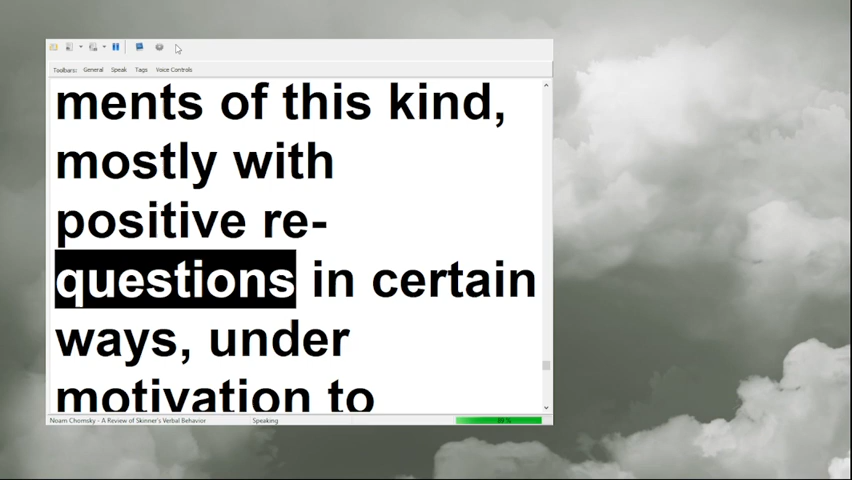 Toolbars: General Speak Tags Voice Controls
ments of this kind,
mostly with
positive re-
questions in certain
ways, under
motivation to
Noam Chomsky - A Review of Skinner's Verbal Behavior Speaking 89 %